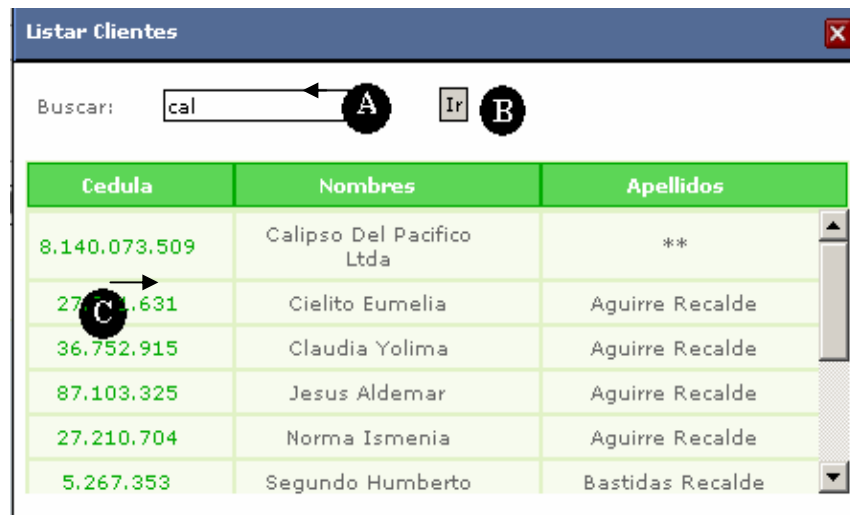 Listar Clientes
Buscar: cal A Ir B
Cedula Nombres Apellidos
8.140.073.509 Calipso Del Pacifico Ltda **
C
Cielito Eumelia Aguirre Recalde
36.752.915 Claudia Yolima Aguirre Recalde
87.103.325 Jesus Aldemar Aguirre Recalde
27.210.704 Norma Ismenia Aguirre Recalde
5.267.353 Segundo Humberto Bastidas Recalde